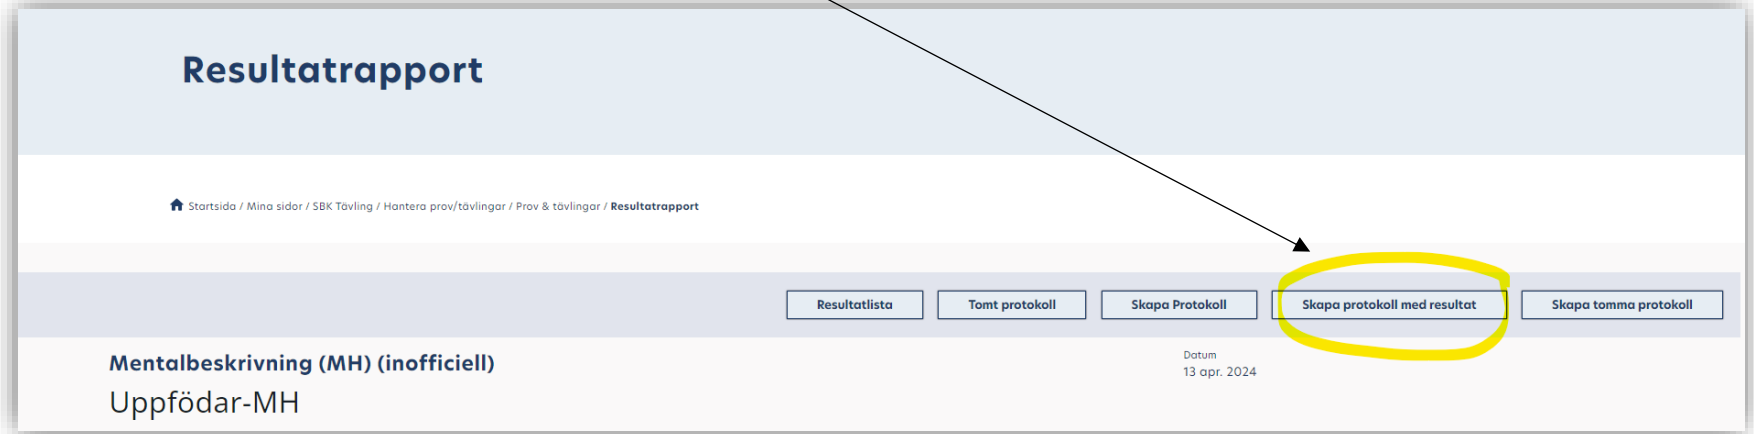 Resultatrapport
Startsida / Mina sidor / SBK Tävling / Hantera prov/tävlingar / Prov & tävlingar / Resultatrapport
Resultatlista
Tomt protokoll
Skapa Protokoll
Skapa protokoll med resultat
Skapa tomma protokoll
Mentalbeskrivning (MH) (inofficiell)
Uppfödar-MH
Datum
13 apr. 2024